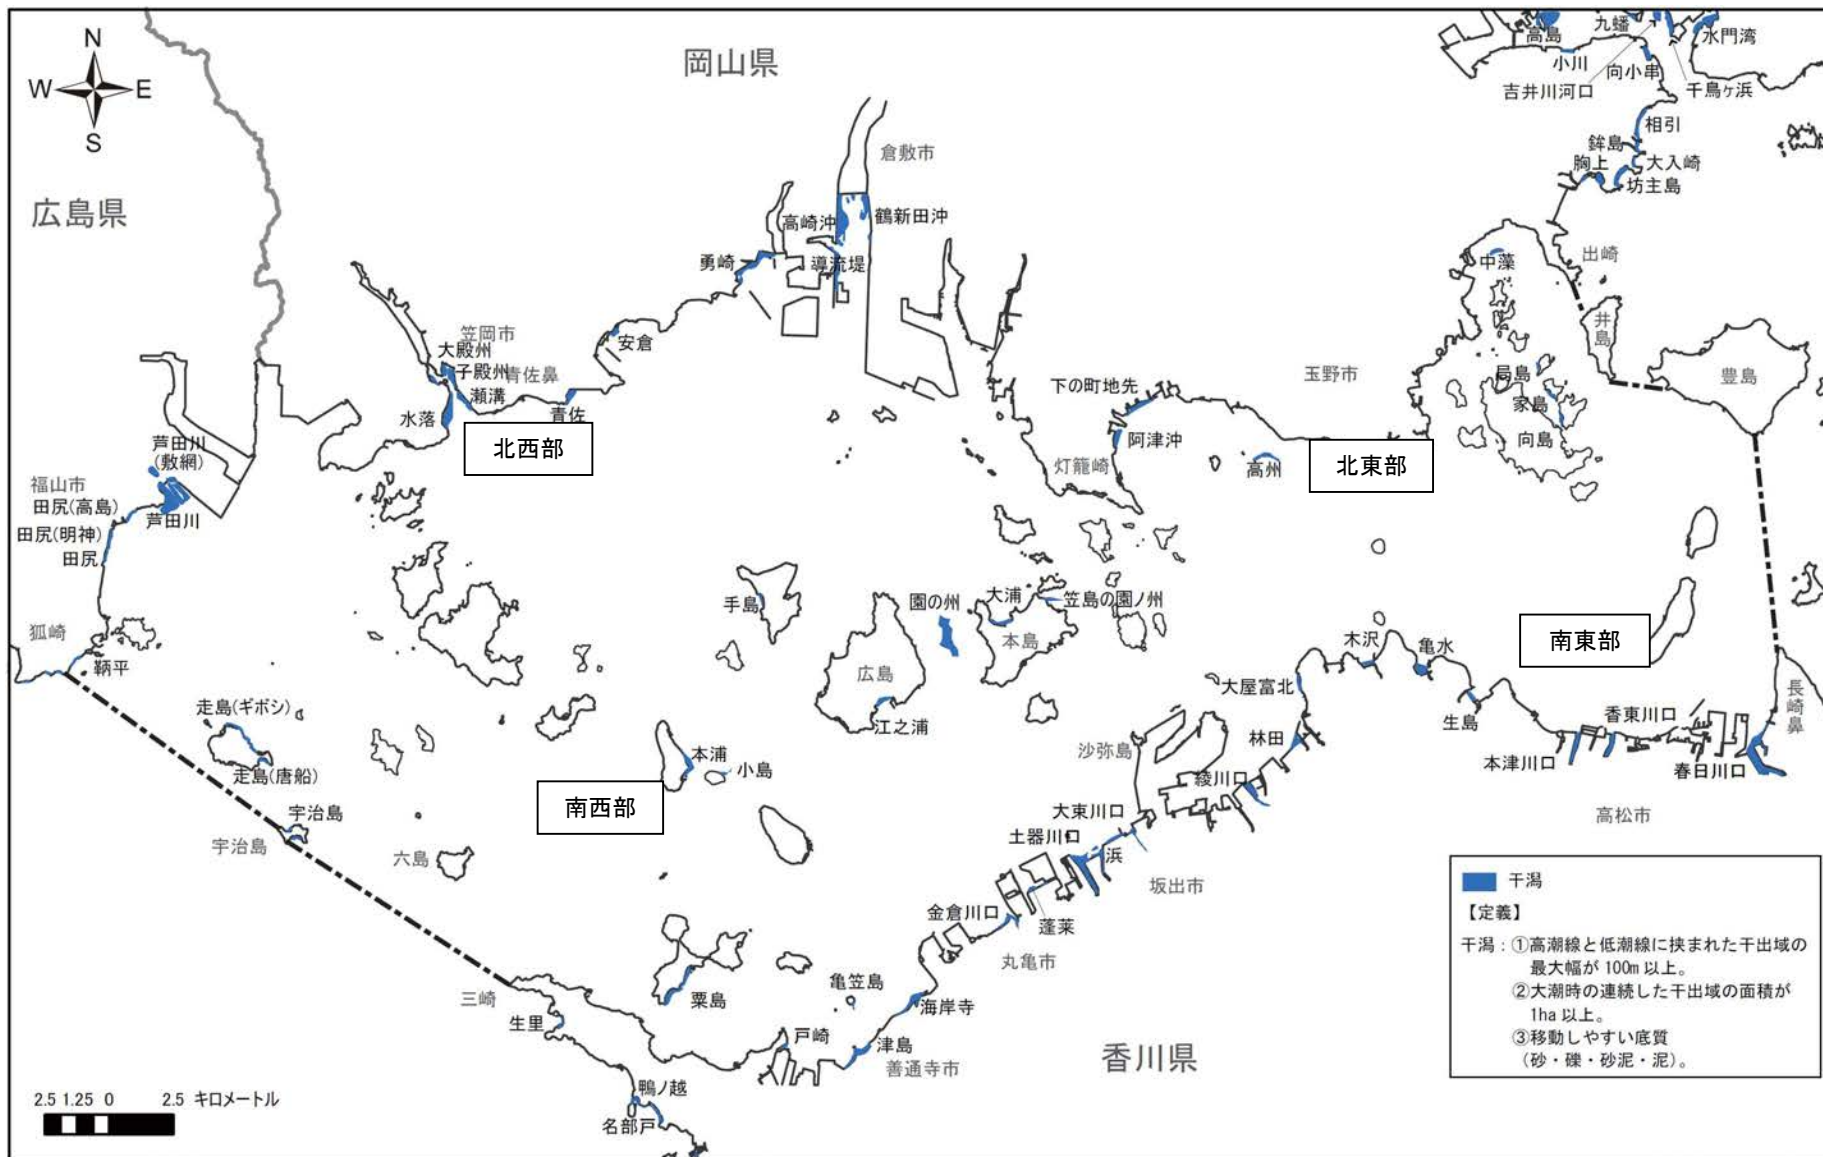 N
W
E
S
岡山県
広島県
香川県
高島
九蟠
水門湾
小川
向小串
吉井川河口
千鳥ヶ浜
相引
鉾島
胸上
大入崎
坊主島
倉敷市
高崎沖
鶴新田沖
勇崎
導流堤
出崎
中藻
井島
笠岡市
大殿州
子殿州
青佐鼻
瀬溝
安倉
水落
青佐
北西部
下の町地先
玉野市
局島
豊島
家島
向島
阿津沖
灯籠崎
高州
北東部
芦田川
(敷網)
福山市
田尻(高島)
芦田川
田尻(明神)
田尻
狐崎
鞆平
手島
園の州
大浦
笠島の園ノ州
本島
広島
江之浦
木沢
亀水
南東部
大屋富北
生島
長崎鼻
香東川口
走島(ギボシ)
走島(唐船)
本浦
小島
沙弥島
林田
本津川口
春日川口
綾川口
南西部
宇治島
宇治島
六島
大束川口
土器川口
浜
高松市
坂出市
金倉川口
蓬莱
丸亀市
三崎
生里
粟島
亀笠島
海岸寺
戸崎
津島
善通寺市
鴨ノ越
名部戸
2.5 1.25 0 2.5 キロメートル
干潟
【定義】
干潟：①高潮線と低潮線に挟まれた干出域の
最大幅が 100m 以上。
②大潮時の連続した干出域の面積が
1ha 以上。
③移動しやすい底質
（砂・礫・砂泥・泥）。